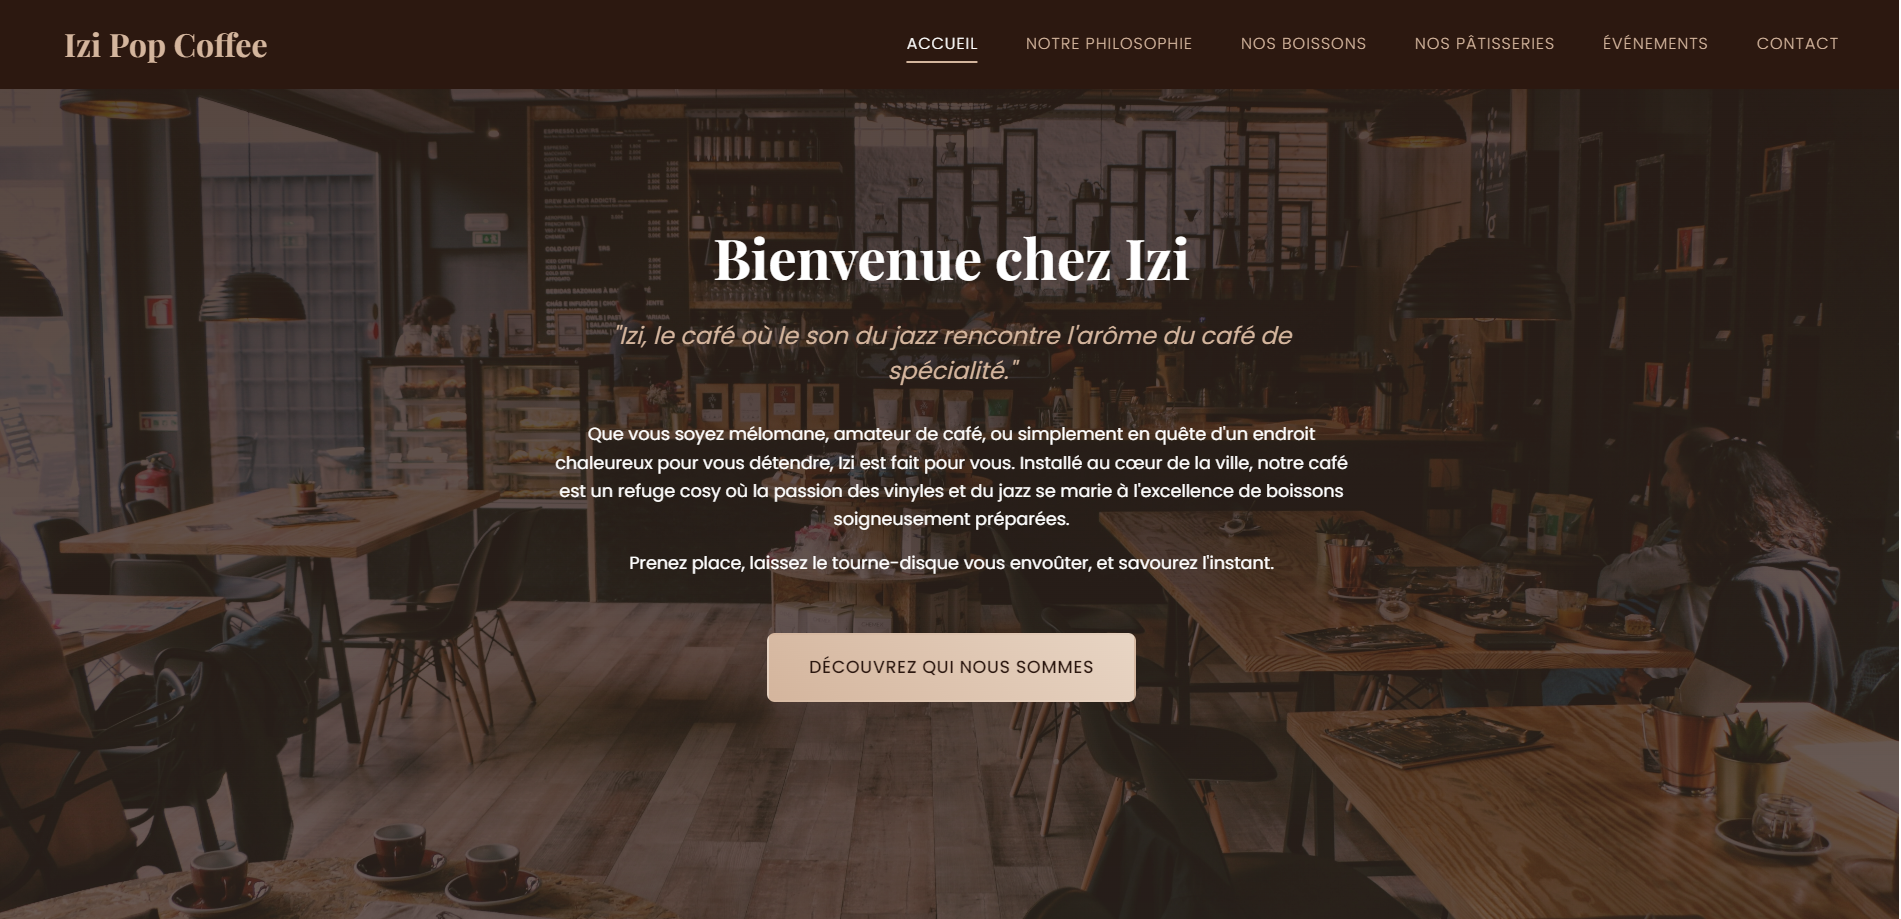 Izi Pop Coffee
ACCUEIL
NOTRE PHILOSOPHIE
NOS BOISSONS
NOS PÂTISSERIES
ÉVÉNEMENTS
CONTACT
Bienvenue chez Izi
"Izi, le café où le son du jazz rencontre l'arôme du café de
spécialité."
Que vous soyez mélomane, amateur de café, ou simplement en quête d'un endroit
chaleureux pour vous détendre, Izi est fait pour vous. Installé au cœur de la ville, notre café
est un refuge cosy où la passion des vinyles et du jazz se marie à l'excellence de boissons
soigneusement préparées.
Prenez place, laissez le tourne-disque vous envoûter, et savourez l'instant.
DÉCOUVREZ QUI NOUS SOMMES